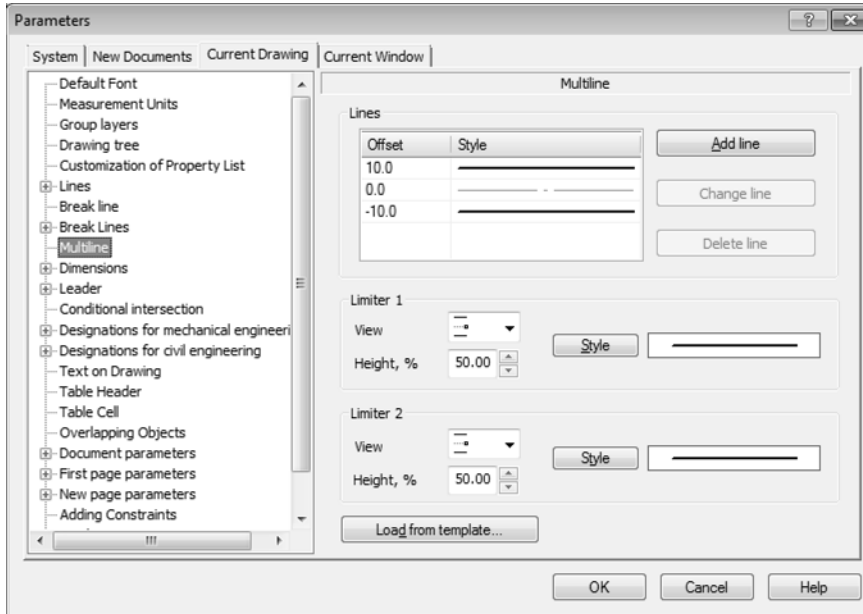 Parameters
System
New Documents
Current Drawing
Current Window
Default Font
Measurement Units
Group layers
Drawing tree
Customization of Property List
Lines
Break line
Break Lines
Multiline
Dimensions
Leader
Conditional intersection
Designations for mechanical engineeri
Designations for civil engineering
Text on Drawing
Table Header
Table Cell
Overlapping Objects
Document parameters
First page parameters
New page parameters
Adding Constraints
Multiline
Lines
Offset Style
10.0
0.0
-10.0
Add line
Change line
Delete line
Limiter 1
View
Height, % 50.00
Style
Limiter 2
View
Height, % 50.00
Style
Load from template...
OK Cancel Help